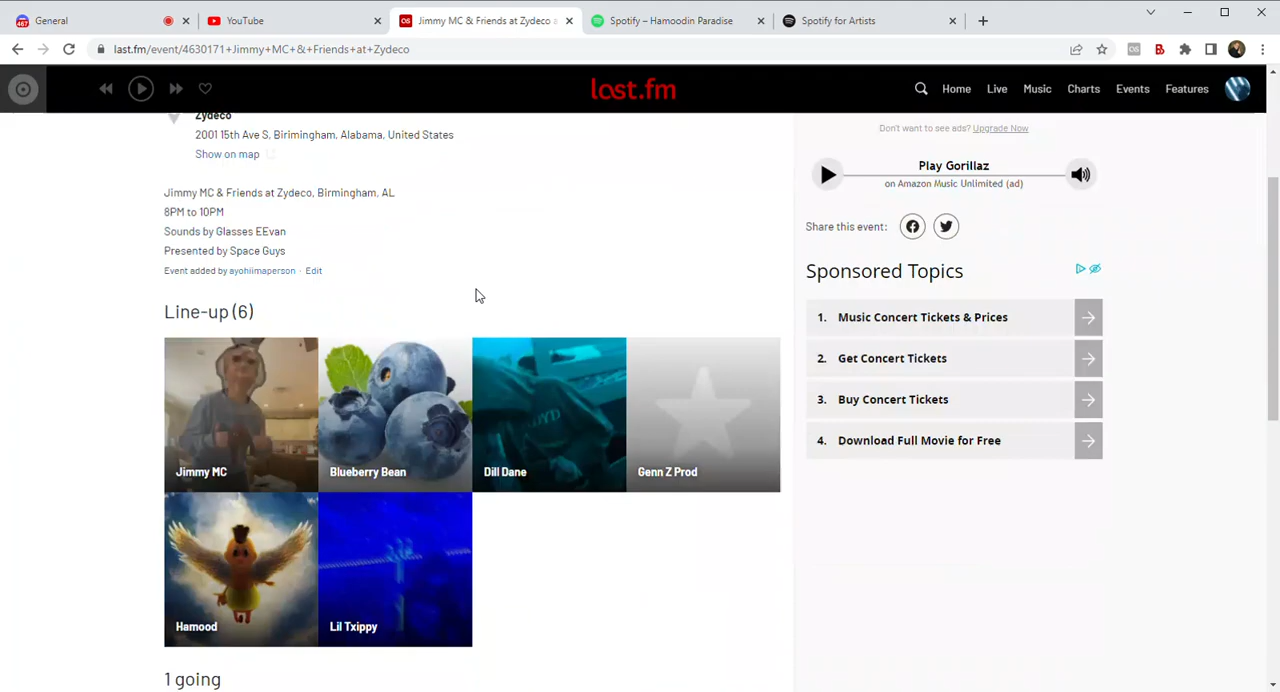 467 General
YouTube
OS Jimmy MC & Friends at Zydeco a
Spotify – Hamoodin Paradise
Spotify for Artists
last.fm/event/4630171+Jimmy+MC+&+Friends+at+Zydeco
OS
B
last.fm
Home Live Music Charts Events Features
Zydeco
2001 15th Ave S, Birimingham, Alabama, United States
Show on map
Jimmy MC & Friends at Zydeco, Birmingham, AL
8PM to 10PM
Sounds by Glasses EEvan
Presented by Space Guys
Event added by ayohiimaperson · Edit
Line-up (6)
Jimmy MC
Blueberry Bean
Dill Dane
Genn Z Prod
Hamood
Lil Txippy
1 going
Don't want to see ads? Upgrade Now
Play Gorillaz
on Amazon Music Unlimited (ad)
Share this event:
Sponsored Topics
1. Music Concert Tickets & Prices
2. Get Concert Tickets
3. Buy Concert Tickets
4. Download Full Movie for Free